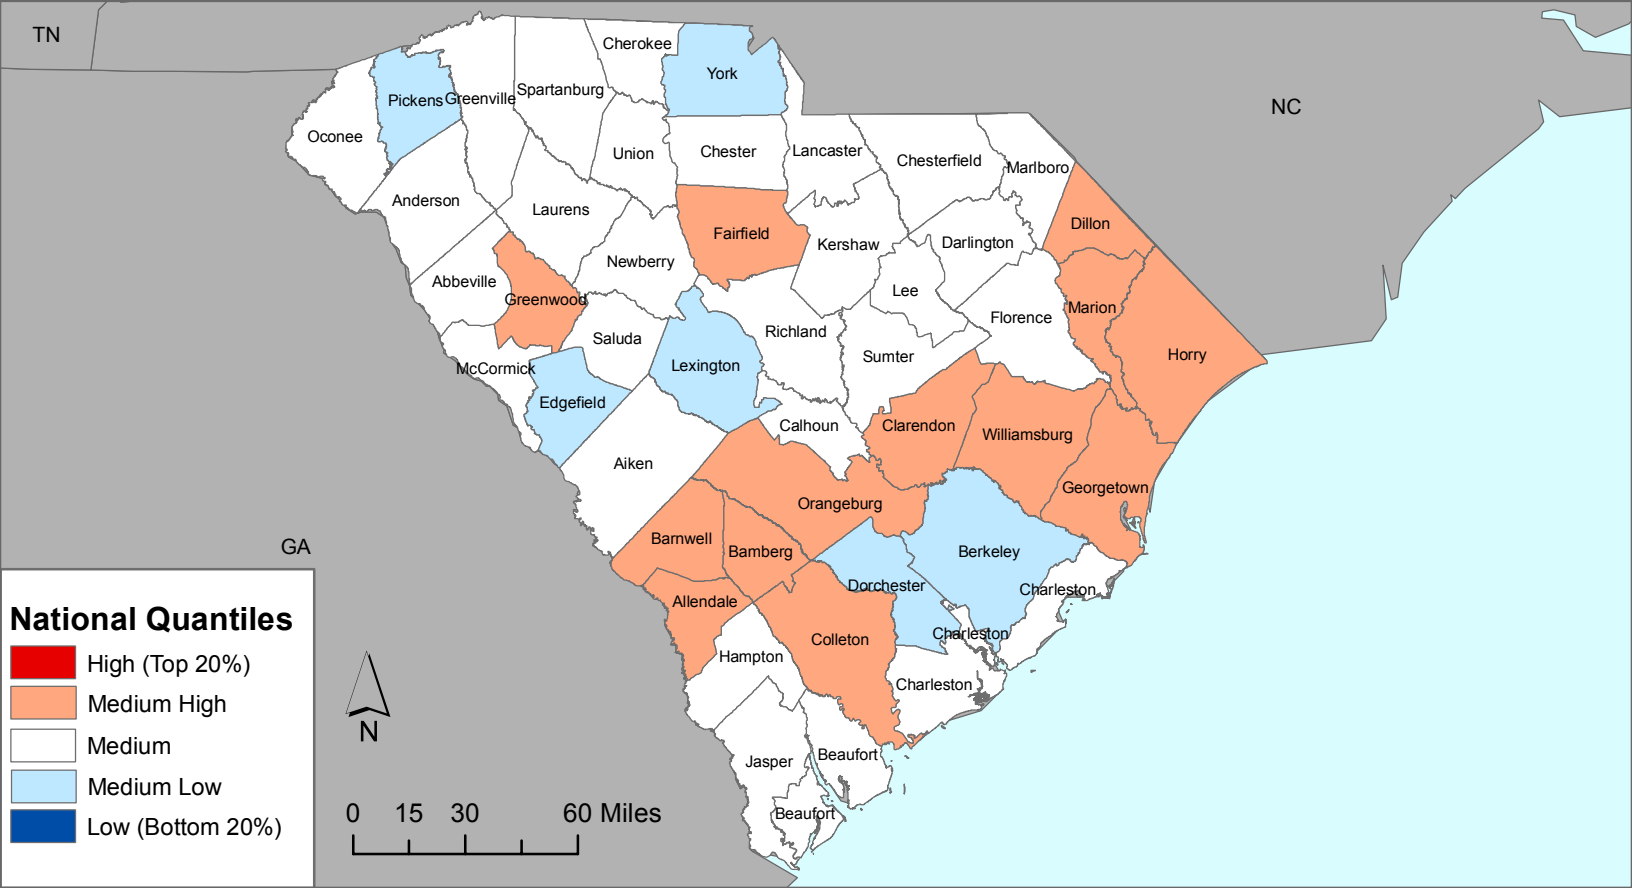 TN
Cherokee
York
Pickens
Greenville
Spartanburg
NC
Oconee
Union
Chester
Lancaster
Chesterfield
Marlboro
Anderson
Laurens
Fairfield
Dillon
Kershaw
Darlington
Newberry
Abbeville
Greenwood
Lee
Marion
Florence
Saluda
Richland
Horry
McCormick
Lexington
Sumter
Edgefield
Calhoun
Clarendon
Williamsburg
Aiken
Georgetown
Orangeburg
GA
Barnwell
Bamberg
Berkeley
Dorchester
Charleston
Allendale
Charleston
Colleton
Hampton
Charleston
Jasper
Beaufort
Beaufort
National Quantiles
High (Top 20%)
Medium High
Medium
Medium Low
Low (Bottom 20%)
N
0 15 30 60 Miles